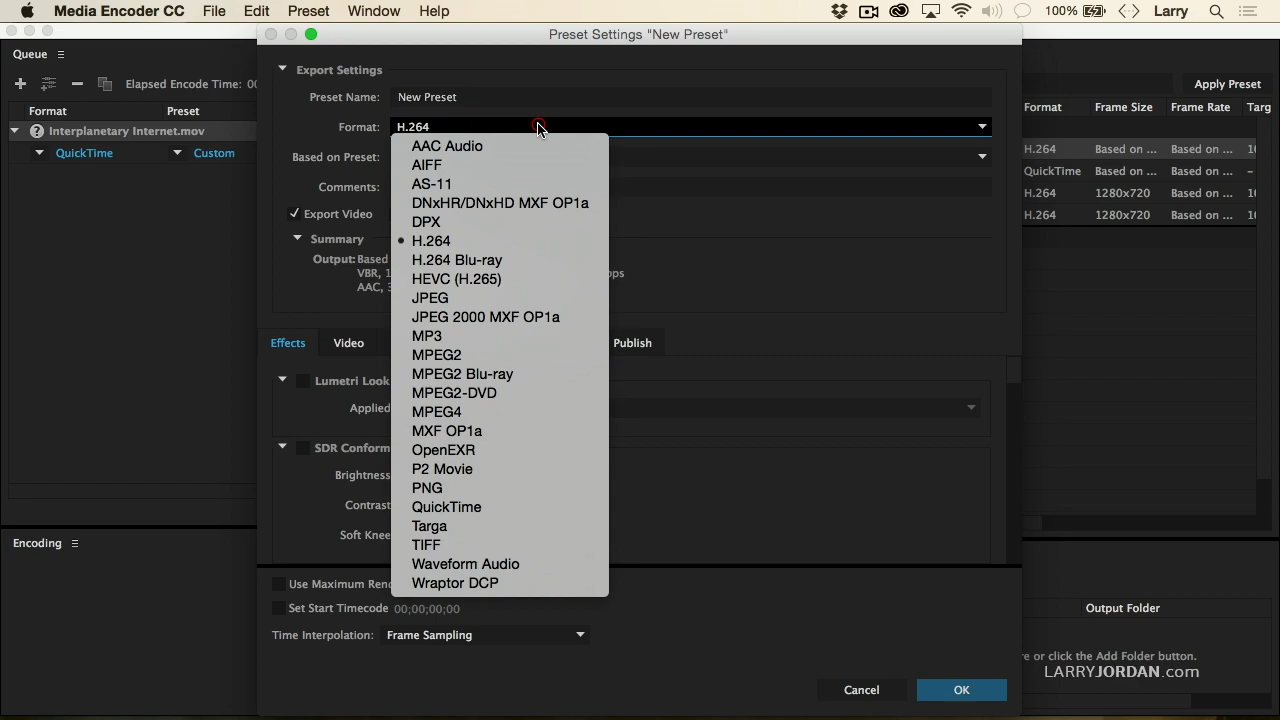 Media Encoder CC File Edit Preset Window Help 100% Larry
Preset Settings "New Preset"
Queue
Elapsed Encode Time: 00
Format Preset
Interplanetary Internet.mov
QuickTime Custom
Encoding
Export Settings
Preset Name: New Preset
Format: H.264
Based on Preset:
Comments:
Export Video
Summary
Output: Based
VBR, 1
ps
AAC, 3
AAC Audio
AIFF
AS-11
DNxHR/DNxHD MXF OP1a
DPX
H.264
H.264 Blu-ray
HEVC (H.265)
JPEG
JPEG 2000 MXF OP1a
MP3
MPEG2
MPEG2 Blu-ray
MPEG2-DVD
MPEG4
MXF OP1a
OpenEXR
P2 Movie
PNG
QuickTime
Targa
TIFF
Waveform Audio
Wraptor DCP
Effects Video Publish
Lumetri Look
Applied
SDR Conform
Brightness
Contrast
Soft Knee
Use Maximum Ren
Set Start Timecode 00;00;00;00
Time Interpolation: Frame Sampling
Cancel OK
Apply Preset
Format Frame Size Frame Rate Targ
H.264 Based on ... Based on ... 10
QuickTime Based on ... Based on ... –
H.264 1280x720 Based on ... 10
H.264 1280x720 Based on ... 10
Output Folder
re or click the Add Folder button.
LARRYJORDAN.com